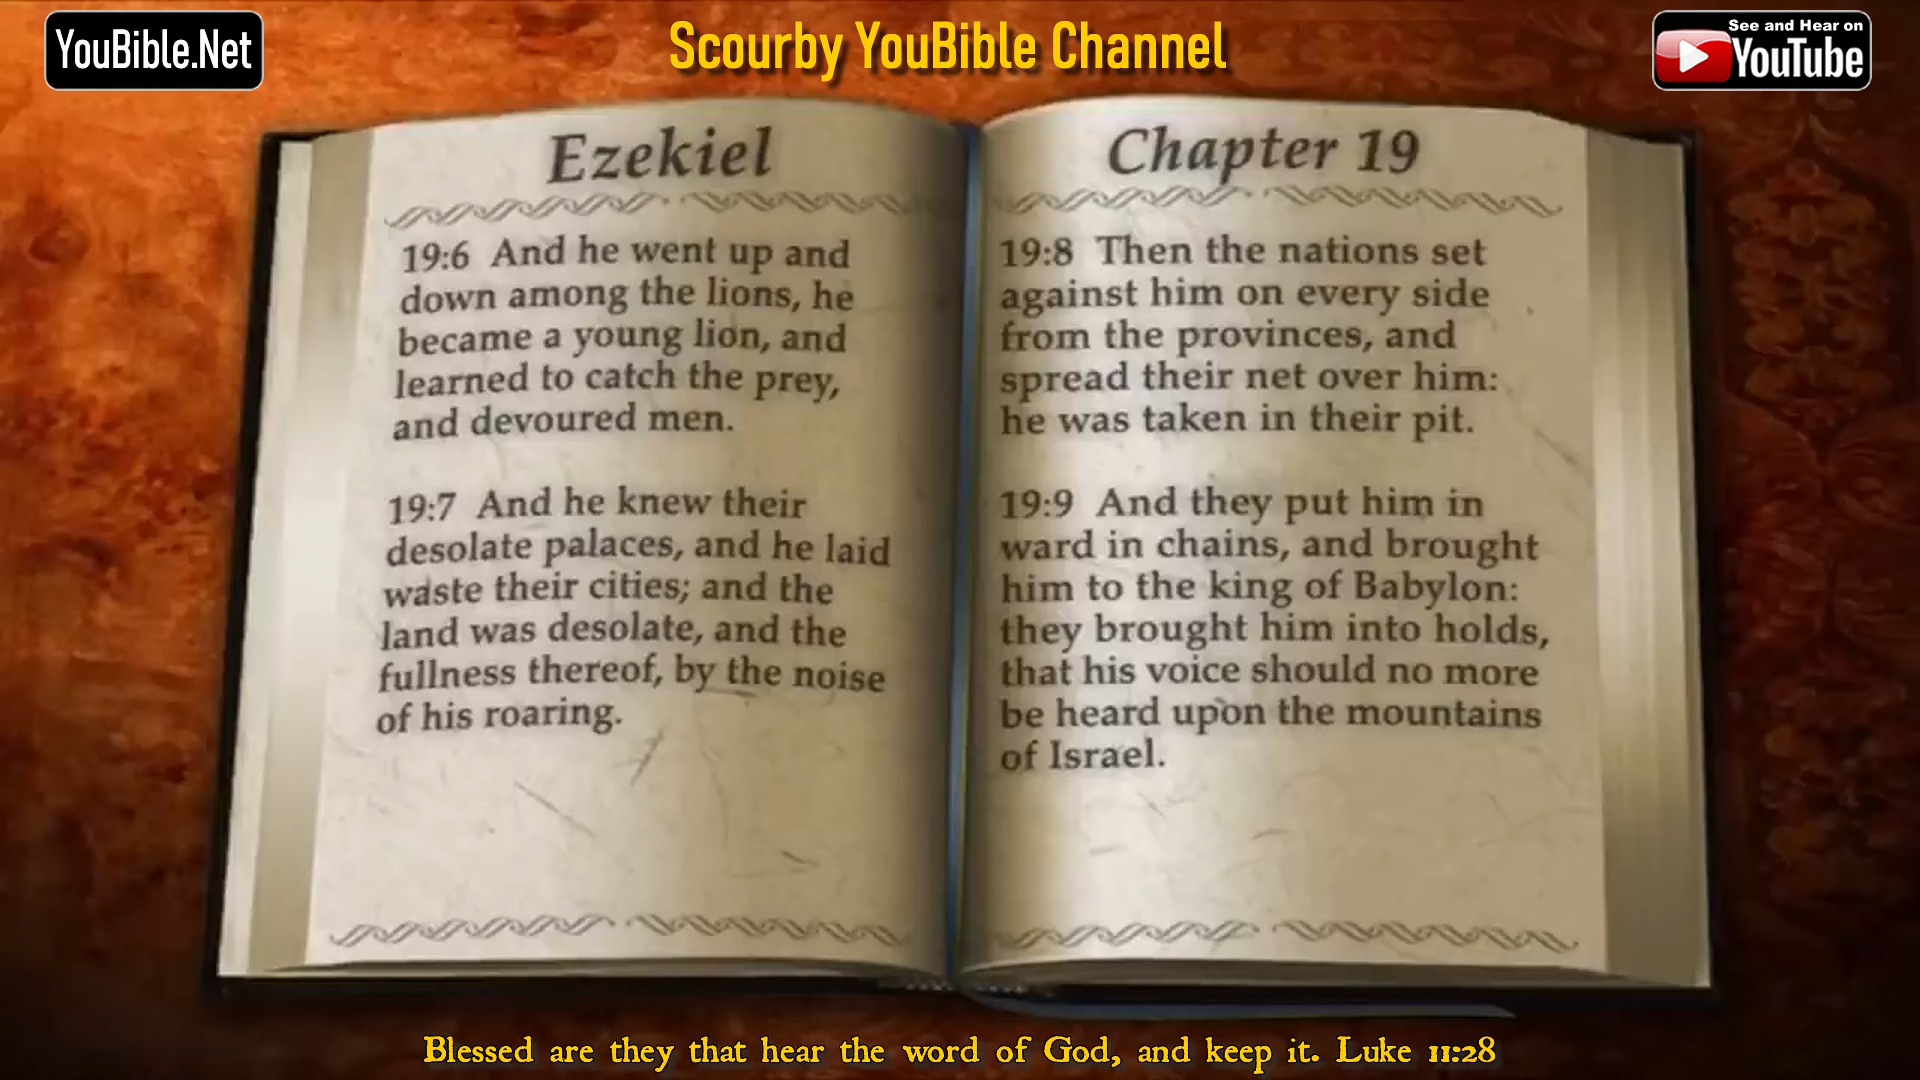 YouBible.Net
Scourby YouBible Channel
See and Hear on
YouTube
Ezekiel
19:6 And he went up and
down among the lions, he
became a young lion, and
learned to catch the prey,
and devoured men.
19:7 And he knew their
desolate palaces, and he laid
waste their cities; and the
land was desolate, and the
fullness thereof, by the noise
of his roaring.
Chapter 19
19:8 Then the nations set
against him on every side
from the provinces, and
spread their net over him:
he was taken in their pit.
19:9 And they put him in
ward in chains, and brought
him to the king of Babylon:
they brought him into holds,
that his voice should no more
be heard upon the mountains
of Israel.
Blessed are they that hear the word of God, and keep it. Luke 11:28